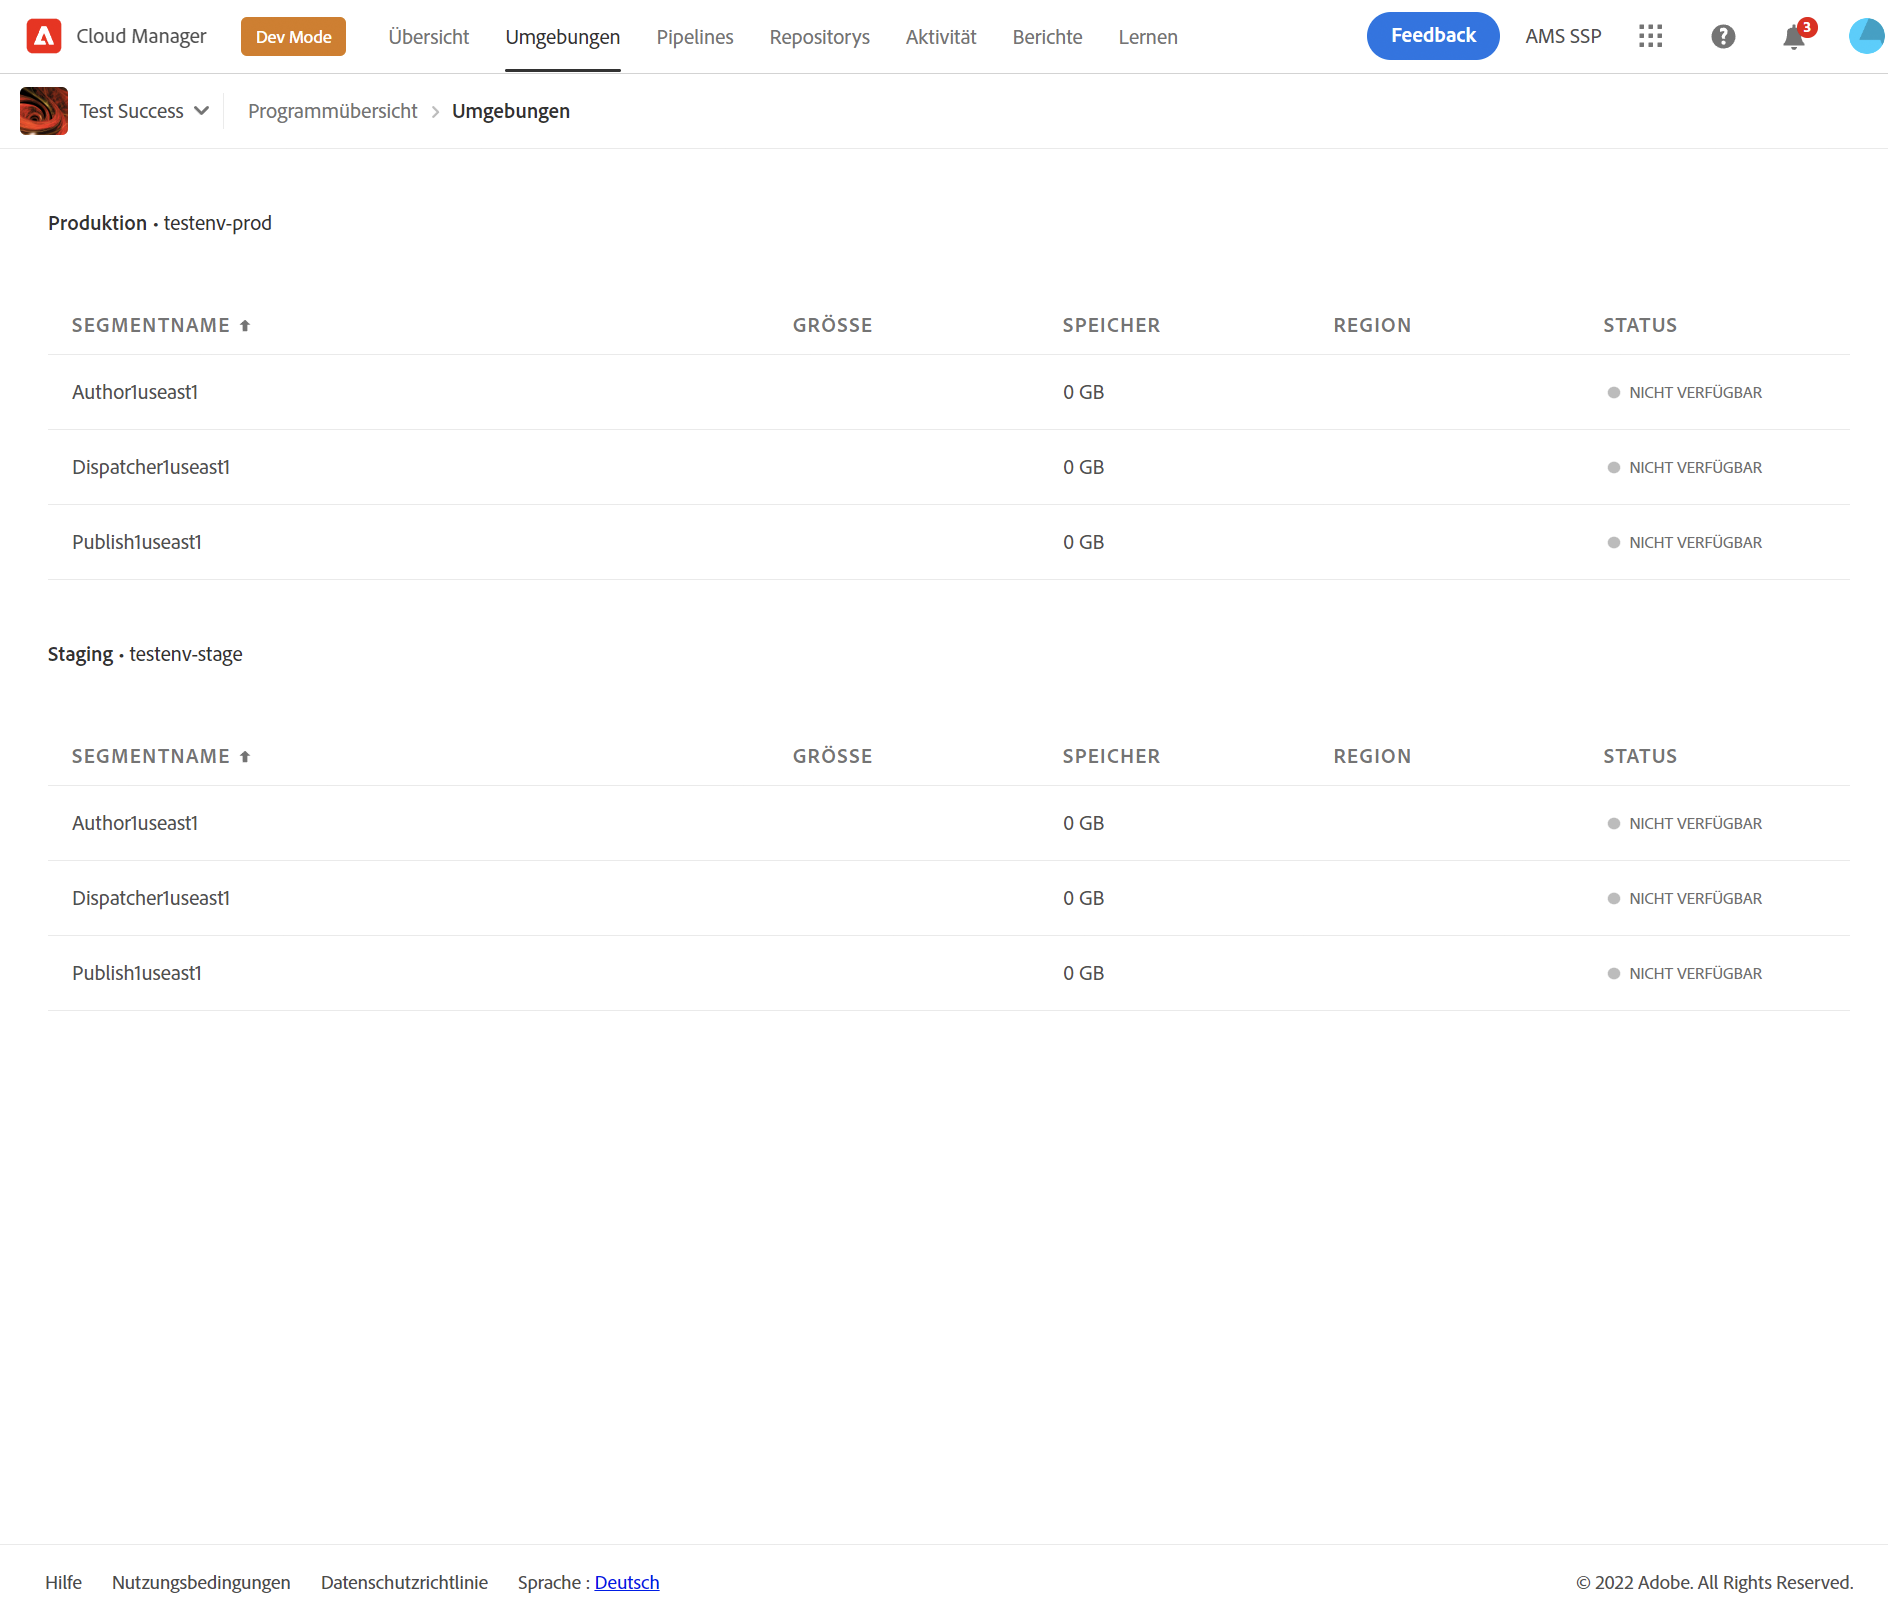 Cloud Manager Dev Mode Übersicht Umgebungen Pipelines Repositorys Aktivität Berichte Lernen Feedback AMS SSP 3
Test Success Programmübersicht Umgebungen
Produktion • testenv-prod
SEGMENTNAME GRÖSSE SPEICHER REGION STATUS
Author1useast1 0 GB NICHT VERFÜGBAR
Dispatcher1useast1 0 GB NICHT VERFÜGBAR
Publish1useast1 0 GB NICHT VERFÜGBAR
Staging • testenv-stage
SEGMENTNAME GRÖSSE SPEICHER REGION STATUS
Author1useast1 0 GB NICHT VERFÜGBAR
Dispatcher1useast1 0 GB NICHT VERFÜGBAR
Publish1useast1 0 GB NICHT VERFÜGBAR
Hilfe Nutzungsbedingungen Datenschutzrichtlinie Sprache : Deutsch © 2022 Adobe. All Rights Reserved.